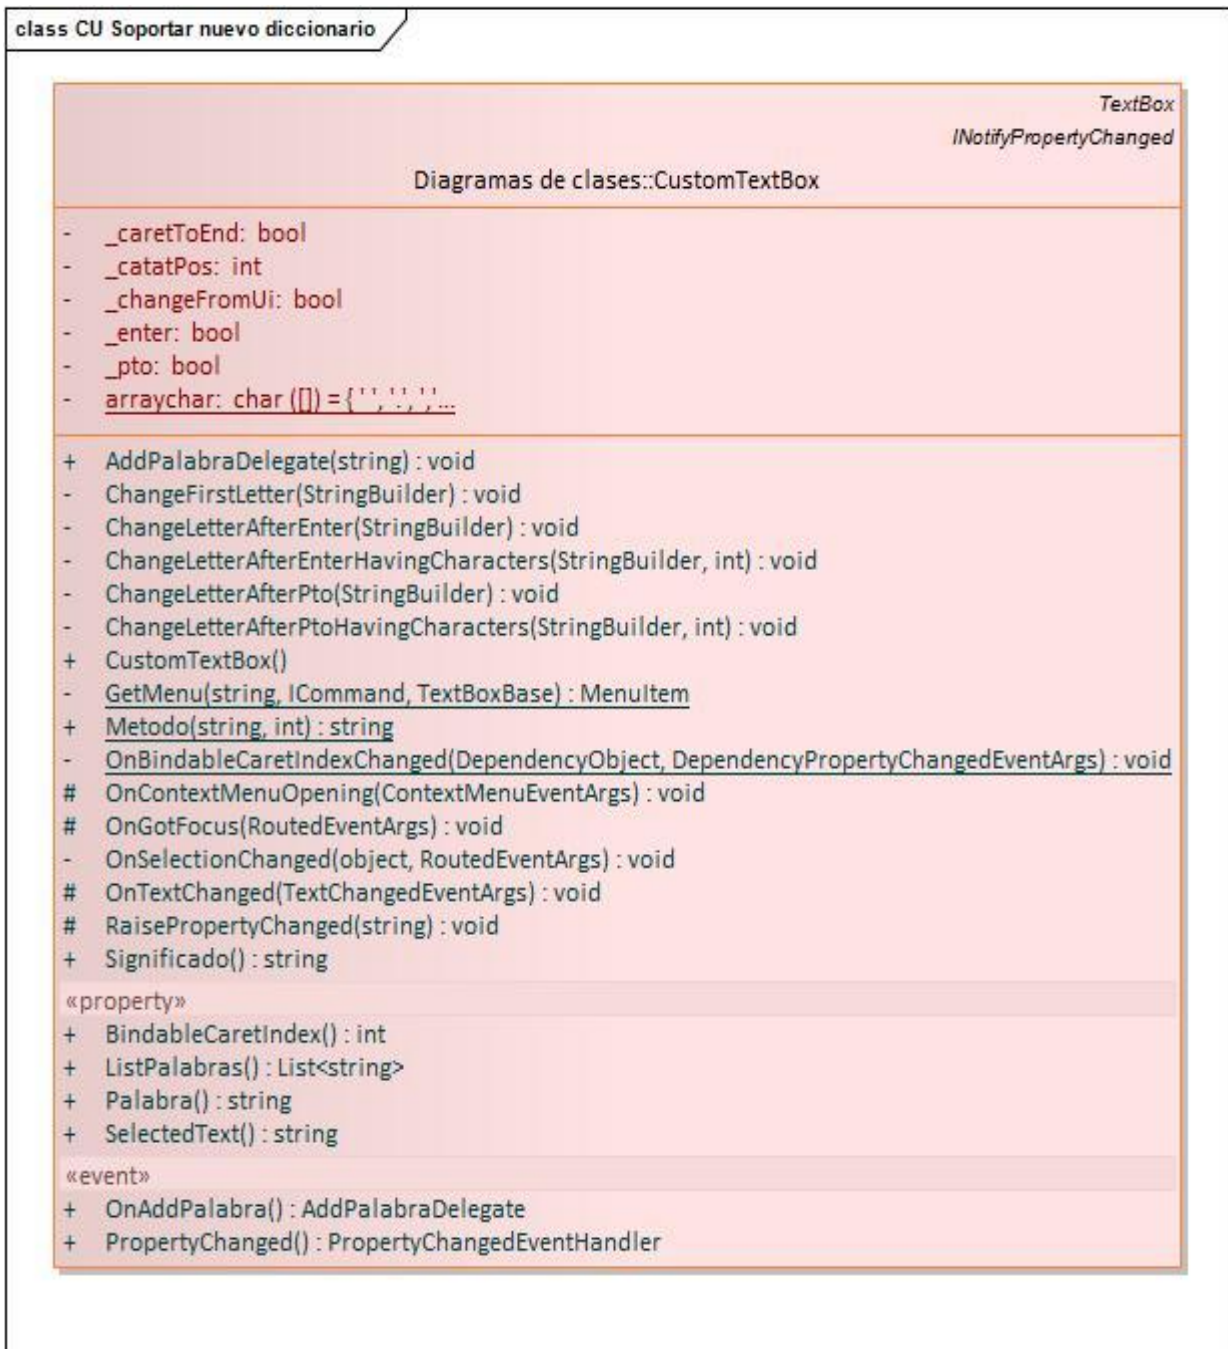 class CU Soportar nuevo diccionario
TextBox
INotifyPropertyChanged
Diagramas de clases::CustomTextBox
- _caretToEnd: bool
- _catatPos: int
- _changeFromUi: bool
- _enter: bool
- _pto: bool
- arraychar: char ([]) = { ' ', '.', ','...
+ AddPalabraDelegate(string) : void
- ChangeFirstLetter(StringBuilder) : void
- ChangeLetterAfterEnter(StringBuilder) : void
- ChangeLetterAfterEnterHavingCharacters(StringBuilder, int) : void
- ChangeLetterAfterPto(StringBuilder) : void
- ChangeLetterAfterPtoHavingCharacters(StringBuilder, int) : void
+ CustomTextBox()
- GetMenu(string, ICommand, TextBoxBase) : MenuItem
+ Metodo(string, int) : string
- OnBindableCaretIndexChanged(DependencyObject, DependencyPropertyChangedEventArgs) : void
# OnContextMenuOpening(ContextMenuEventArgs) : void
# OnGotFocus(RoutedEventArgs) : void
- OnSelectionChanged(object, RoutedEventArgs) : void
# OnTextChanged(TextChangedEventArgs) : void
# RaisePropertyChanged(string) : void
+ Significado() : string
«property»
+ BindableCaretIndex() : int
+ ListPalabras() : List<string>
+ Palabra() : string
+ SelectedText() : string
«event»
+ OnAddPalabra() : AddPalabraDelegate
+ PropertyChanged() : PropertyChangedEventHandler